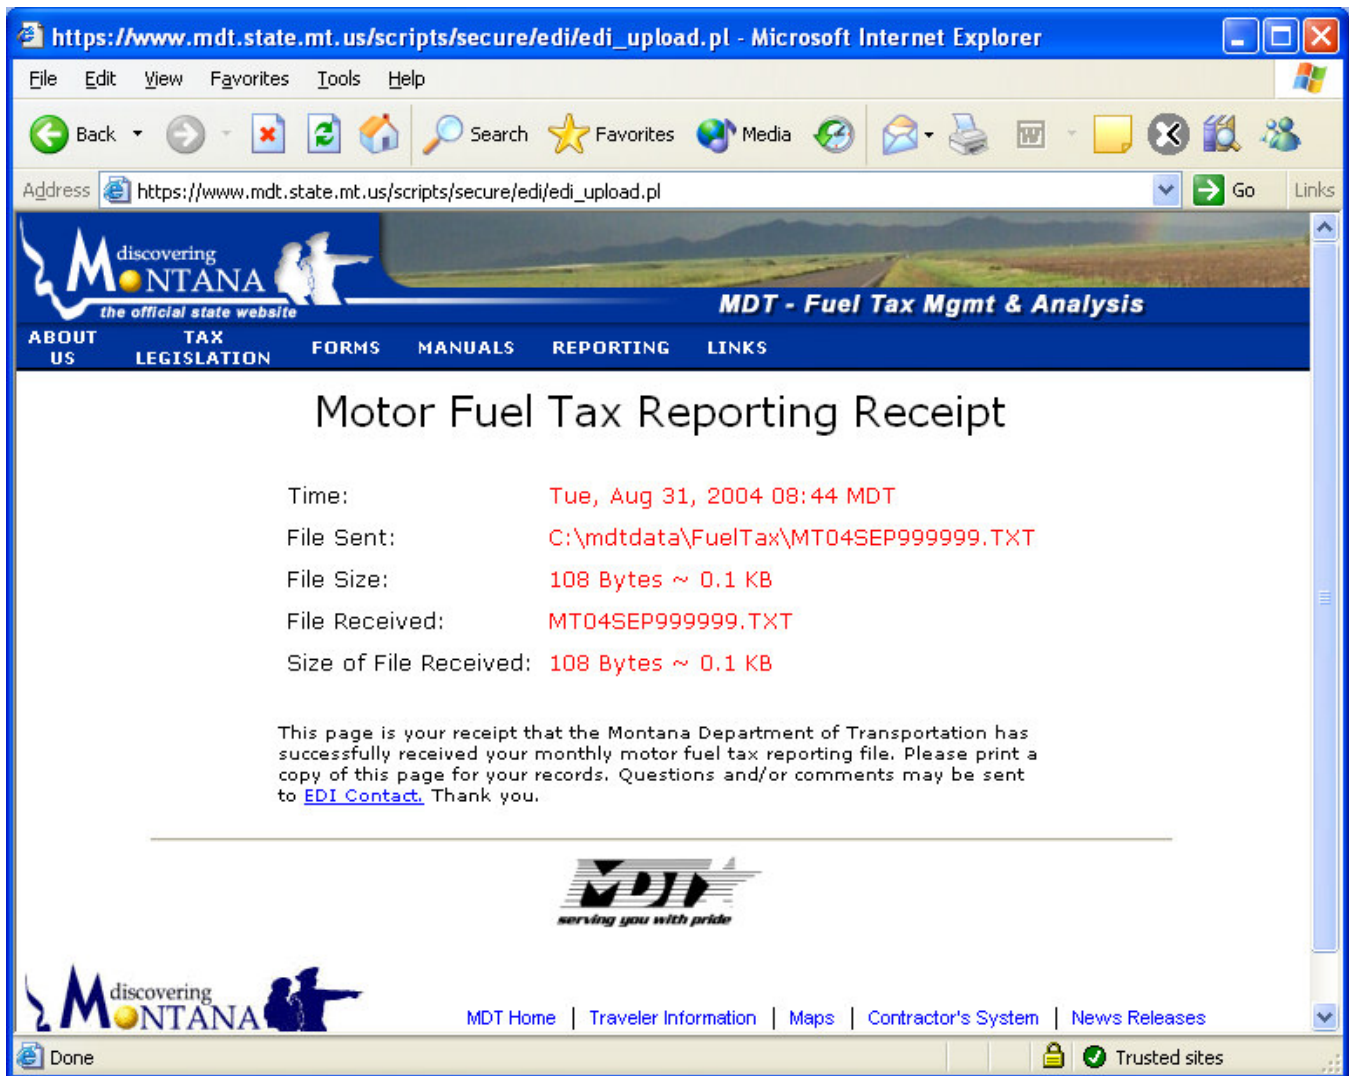 https://www.mdt.state.mt.us/scripts/secure/edi/edi_upload.pl - Microsoft Internet Explorer
File Edit View Favorites Tools Help
Back Search Favorites Media
Address https://www.mdt.state.mt.us/scripts/secure/edi/edi_upload.pl Go Links
discovering
MONTANA
the official state website
MDT - Fuel Tax Mgmt & Analysis
ABOUT US TAX LEGISLATION FORMS MANUALS REPORTING LINKS
Motor Fuel Tax Reporting Receipt
Time: Tue, Aug 31, 2004 08:44 MDT
File Sent: C:\mdtdata\FuelTax\MT04SEP999999.TXT
File Size: 108 Bytes ~ 0.1 KB
File Received: MT04SEP999999.TXT
Size of File Received: 108 Bytes ~ 0.1 KB
This page is your receipt that the Montana Department of Transportation has
successfully received your monthly motor fuel tax reporting file. Please print a
copy of this page for your records. Questions and/or comments may be sent
to EDI Contact. Thank you.
MDT
serving you with pride
discovering
MONTANA
MDT Home | Traveler Information | Maps | Contractor's System | News Releases
Done Trusted sites